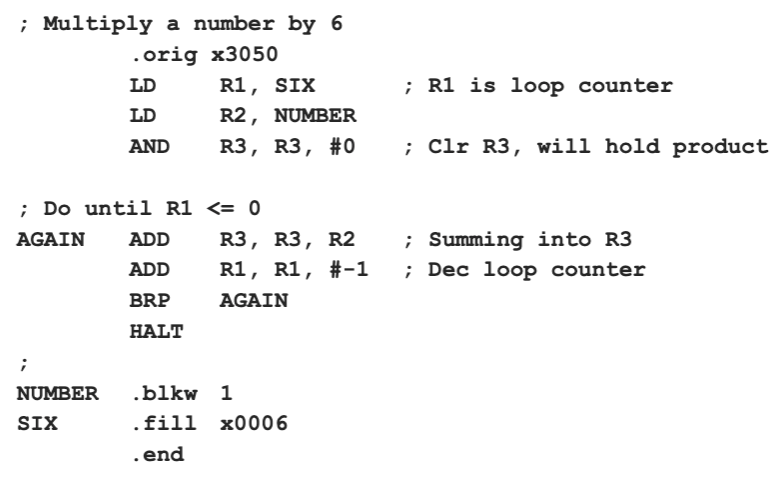 ; Multiply a number by 6
.orig x3050
LD R1, SIX ; R1 is loop counter
LD R2, NUMBER
AND R3, R3, #0 ; Clr R3, will hold product
; Do until R1 <= 0
AGAIN ADD R3, R3, R2 ; Summing into R3
ADD R1, R1, #-1 ; Dec loop counter
BRP AGAIN
HALT
;
NUMBER .blkw 1
SIX .fill x0006
.end